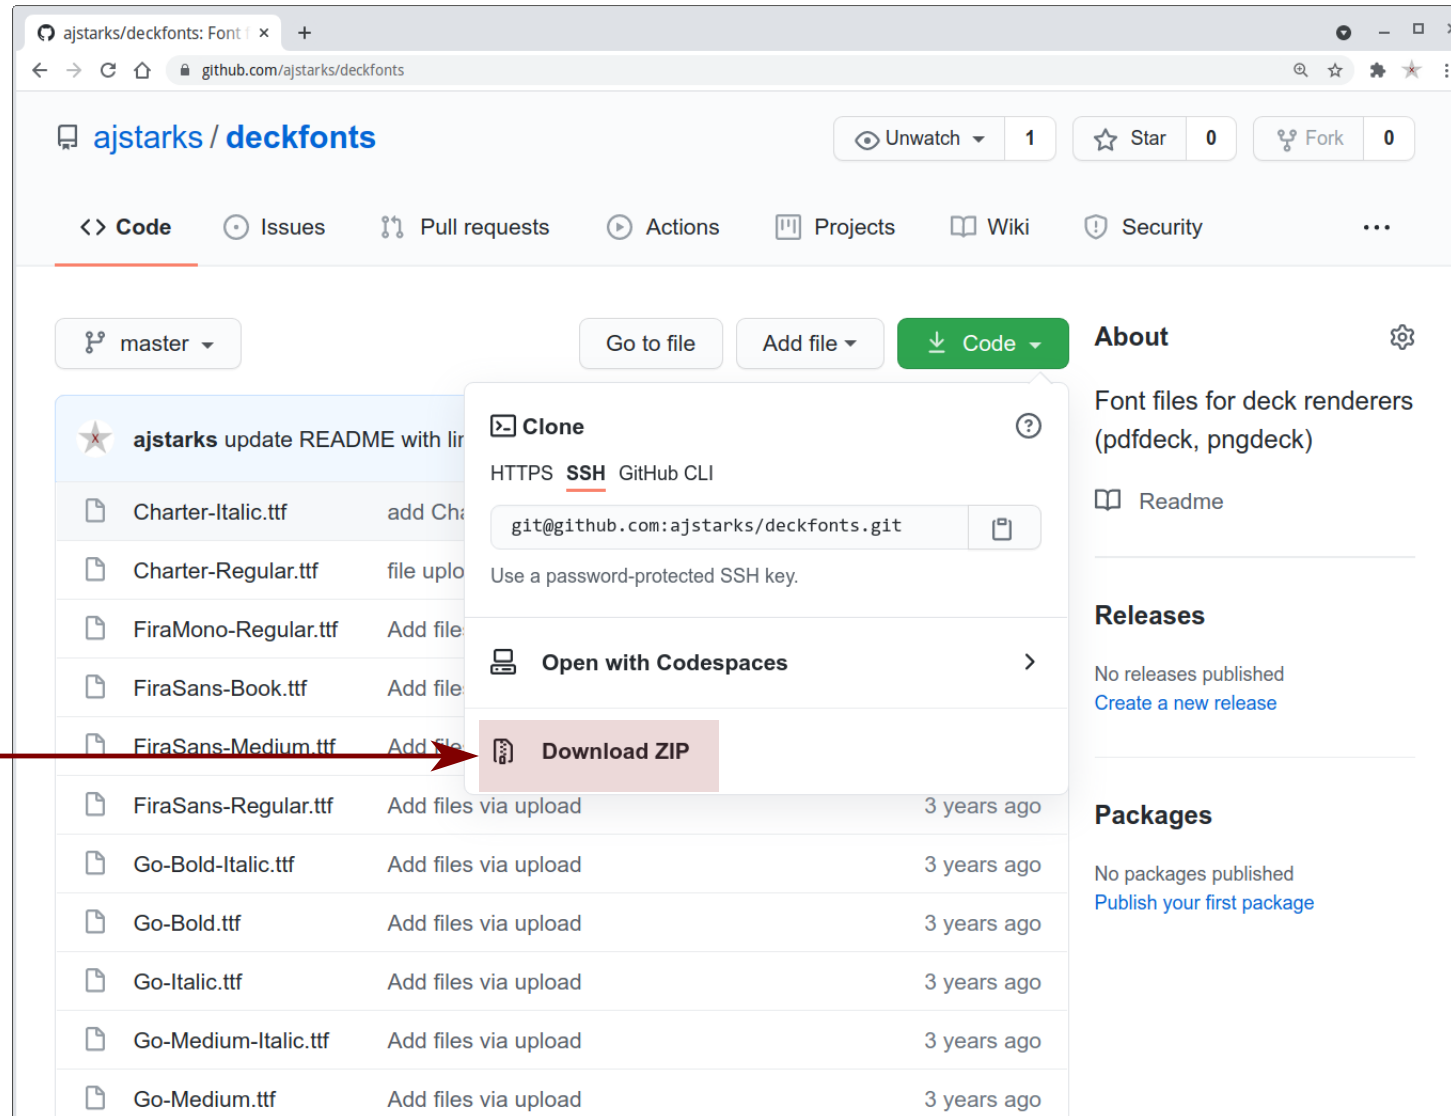 ajstarks/deckfonts: Font
github.com/ajstarks/deckfonts
ajstarks / deckfonts
Unwatch 1
Star 0
Fork 0
Code Issues Pull requests Actions Projects Wiki Security
master
Go to file
Add file
Code
About
Font files for deck renderers
(pdfdeck, pngdeck)
Readme
Releases
No releases published
Create a new release
Packages
No packages published
Publish your first package
Clone
HTTPS SSH GitHub CLI
git@github.com:ajstarks/deckfonts.git
Use a password-protected SSH key.
Open with Codespaces
Download ZIP
X ajstarks update README with
Charter-Italic.ttf add
Charter-Regular.ttf file
FiraMono-Regular.ttf Add
FiraSans-Book.ttf Add
FiraSans-Medium.ttf Add
FiraSans-Regular.ttf Add files via upload 3 years ago
Go-Bold-Italic.ttf Add files via upload 3 years ago
Go-Bold.ttf Add files via upload 3 years ago
Go-Italic.ttf Add files via upload 3 years ago
Go-Medium-Italic.ttf Add files via upload 3 years ago
Go-Medium.ttf Add files via upload 3 years ago